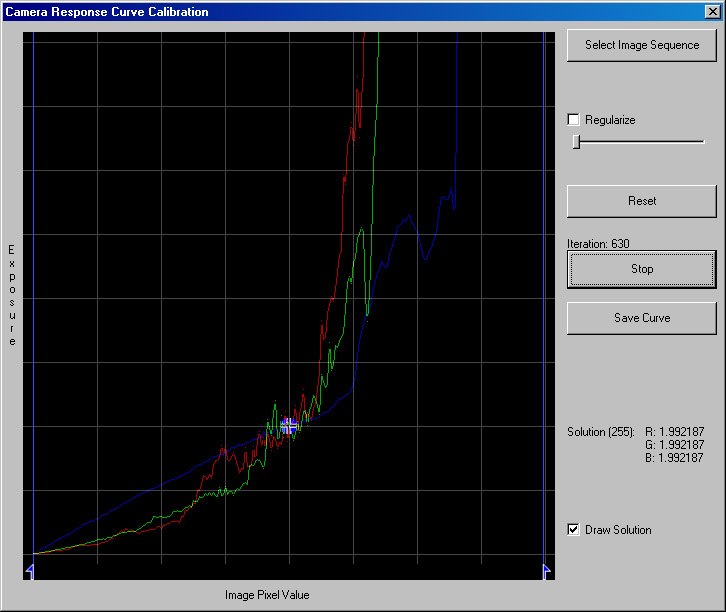 Camera Response Curve Calibration
Select Image Sequence
Regularize
Reset
Iteration: 630
Stop
Save Curve
Exposure
Solution (255): R: 1.992187
G: 1.992187
B: 1.992187
Draw Solution
Image Pixel Value